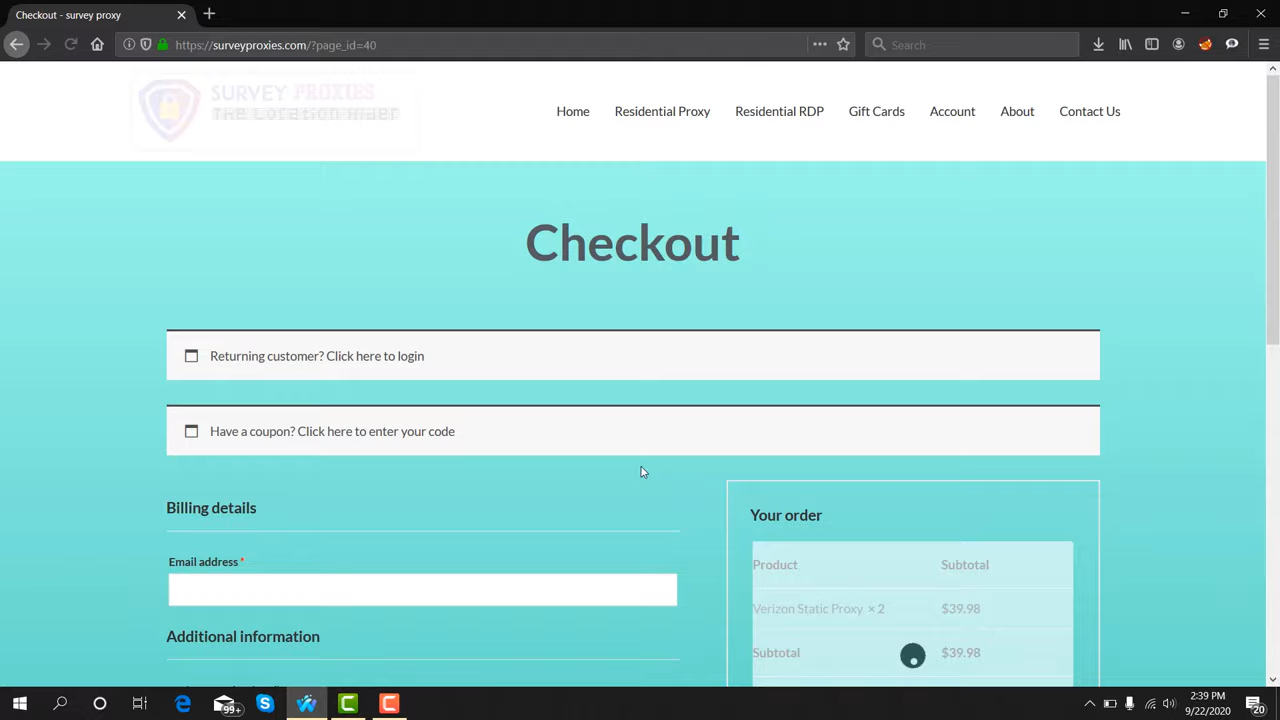 Checkout - survey proxy
https://surveyproxies.com/?page_id=40
Search
SURVEY PROXIES
Home
Residential Proxy
Residential RDP
Gift Cards
Account
About
Contact Us
Checkout
Returning customer? Click here to login
Have a coupon? Click here to enter your code
Billing details
Email address *
Additional information
Your order
Product Subtotal
Verizon Static Proxy × 2 $39.98
Subtotal $39.98
99+
2:39 PM
9/22/2020
20